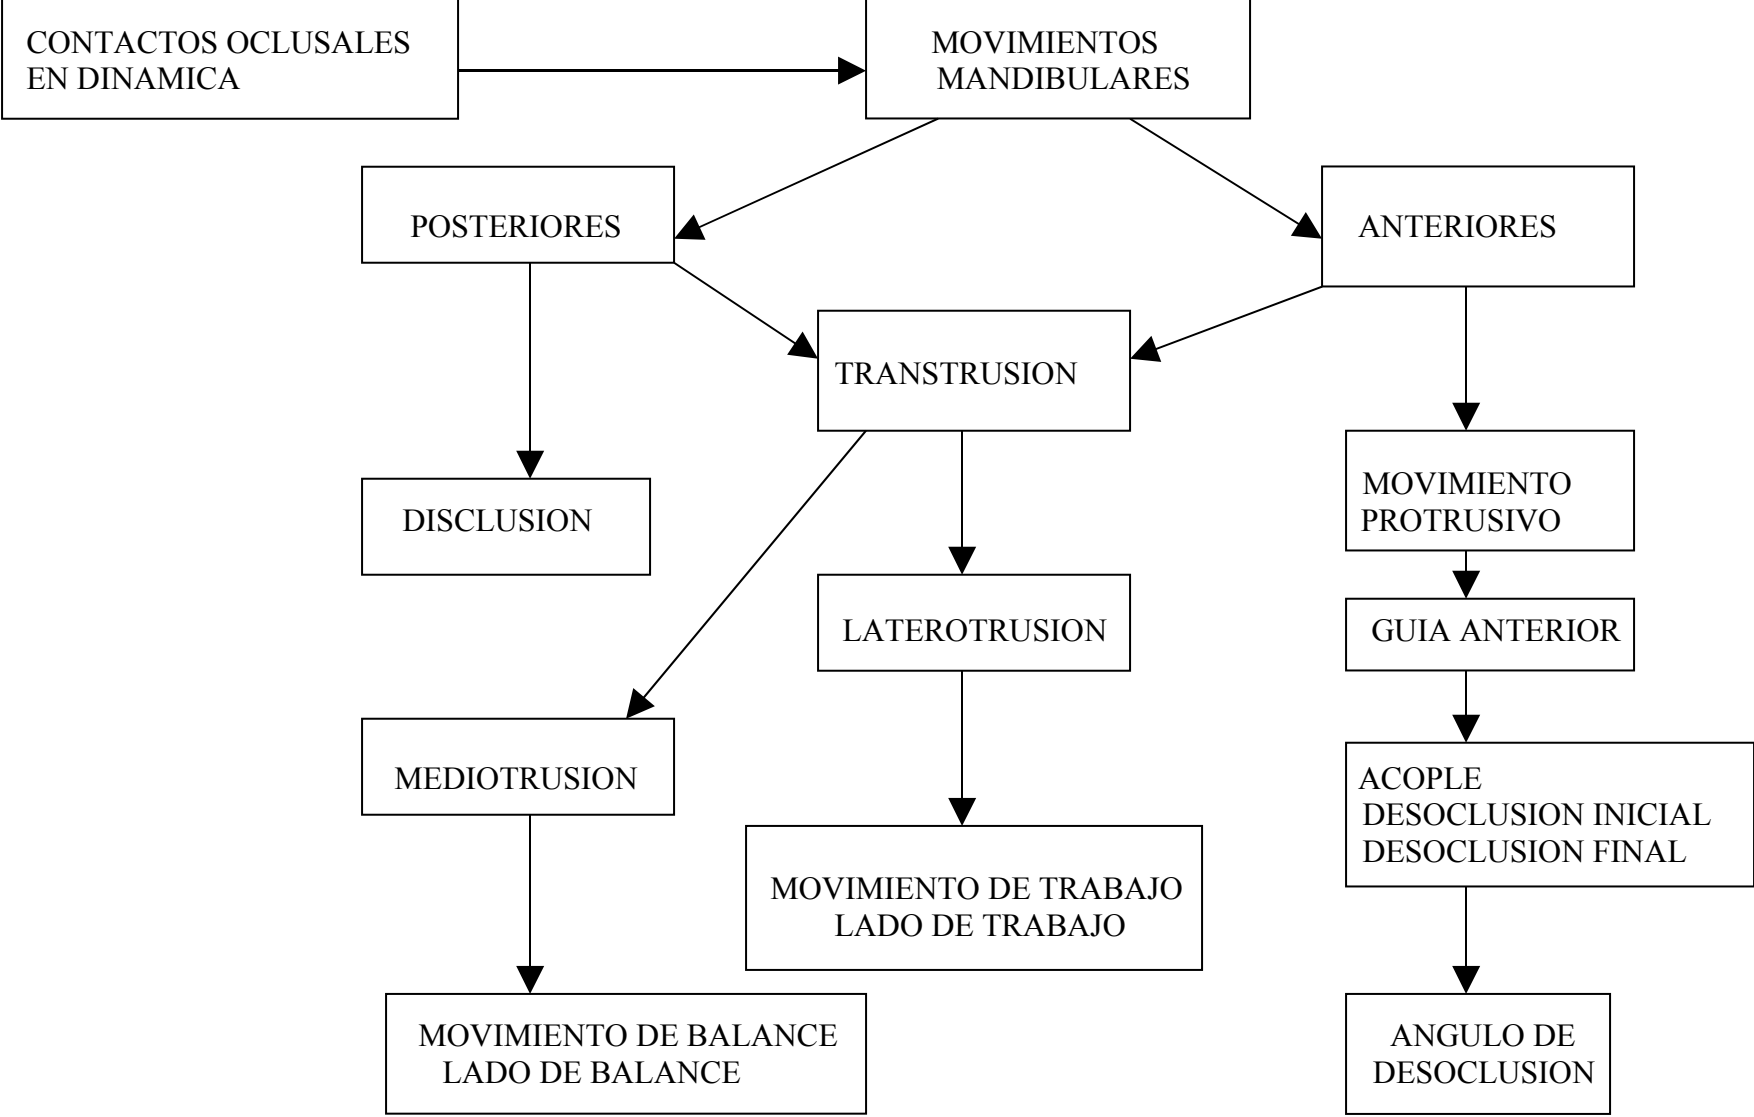 CONTACTOS OCLUSALES
EN DINAMICA
MOVIMIENTOS
MANDIBULARES
POSTERIORES
ANTERIORES
TRANSTRUSION
DISCLUSION
MOVIMIENTO
PROTRUSIVO
LATEROTRUSION
GUIA ANTERIOR
MEDIOTRUSION
ACOPLE
DESOCLUSION INICIAL
DESOCLUSION FINAL
MOVIMIENTO DE TRABAJO
LADO DE TRABAJO
MOVIMIENTO DE BALANCE
LADO DE BALANCE
ANGULO DE
DESOCLUSION